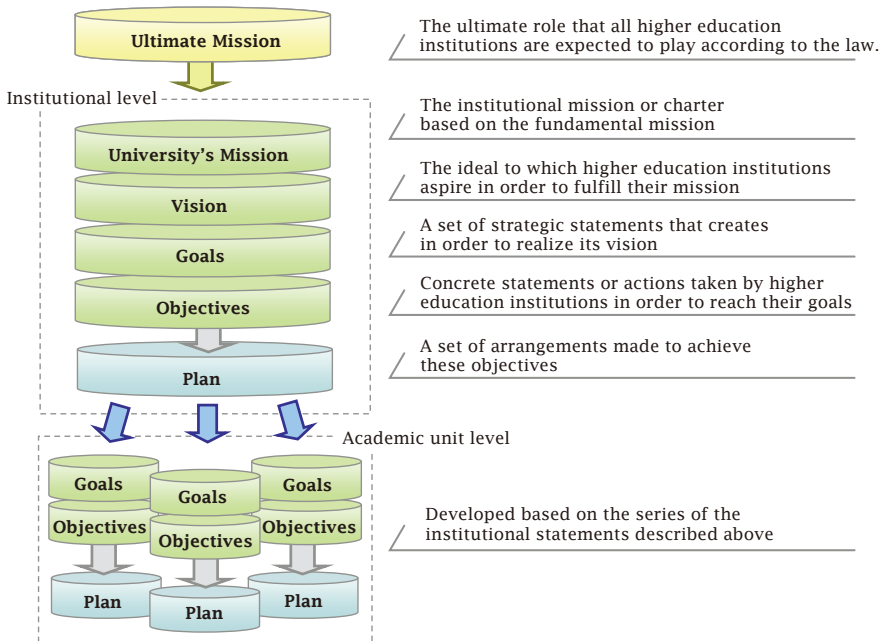 Ultimate Mission
The ultimate role that all higher education
institutions are expected to play according to the law.
Institutional level
University's Mission
The institutional mission or charter
based on the fundamental mission
Vision
The ideal to which higher education institutions
aspire in order to fulfill their mission
Goals
A set of strategic statements that creates
in order to realize its vision
Objectives
Concrete statements or actions taken by higher
education institutions in order to reach their goals
Plan
A set of arrangements made to achieve
these objectives
Academic unit level
Goals
Objectives
Plan
Goals
Objectives
Plan
Goals
Objectives
Plan
Developed based on the series of the
institutional statements described above